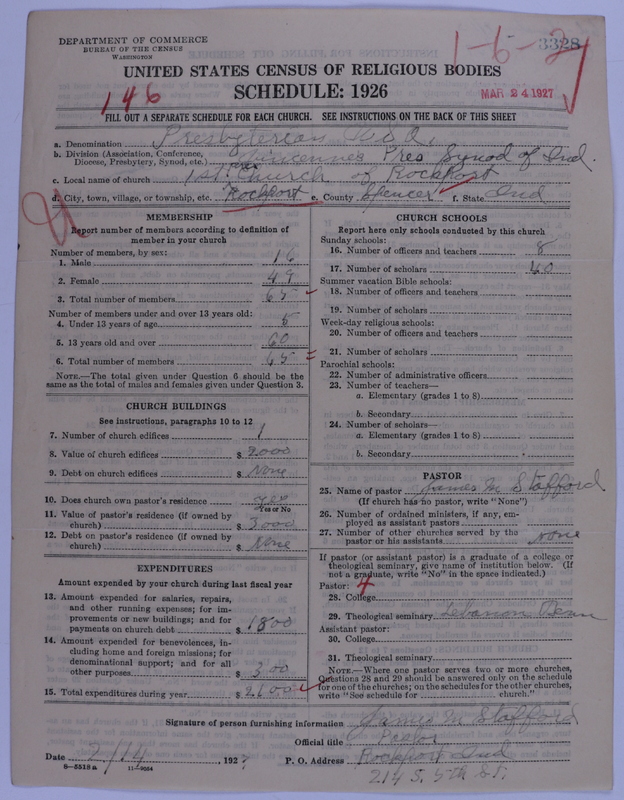 DEPARTMENT OF COMMERCE
BUREAU OF THE CENSUS
WASHINGTON
1-6-2
3328
UNITED STATES CENSUS OF RELIGIOUS BODIES
SCHEDULE: 1926
MAR 24 1927
146
FILL OUT A SEPARATE SCHEDULE FOR EACH CHURCH. SEE INSTRUCTIONS ON THE BACK OF THIS SHEET
a. Denomination Presbyterian U.S.A.
b. Division (Association, Conference, Diocese, Presbytery, Synod, etc.) Vincennes Pres Synod of Ind.
c. Local name of church 1st Church of Rockport
d. City, town, village, or township, etc. Rockport e. County Spencer f. State Ind
MEMBERSHIP
Report number of members according to definition of
member in your church
Number of members, by sex:
1. Male 16
2. Female 49
3. Total number of members 65
Number of members under and over 13 years old:
4. Under 13 years of age 5
5. 13 years old and over 60
6. Total number of members 65
NOTE.—The total given under Question 6 should be
same as the total of males and females given under Question 3.
CHURCH BUILDINGS
See instructions, paragraphs 10 to 12
7. Number of church edifices 1
8. Value of church edifices $ 2000
9. Debt on church edifices $ None
10. Does church own pastor's residence yes
Yes or No
11. Value of pastor's residence (if owned by
church) $ 3000
12. Debt on pastor's residence (if owned by
church) $ None
EXPENDITURES
Amount expended by your church during last fiscal year
13. Amount expended for salaries, repairs,
and other running expenses; for im-
provements or new buildings; and for
payments on church debt $ 1800
14. Amount expended for benevolences, in-
cluding home and foreign missions; for
denominational support; and for all
other purposes $ 300
15. Total expenditures during year $ 2100
CHURCH SCHOOLS
Report here only schools conducted by this church
Sunday schools:
16. Number of officers and teachers 8
17. Number of scholars 60
Summer vacation Bible schools:
18. Number of officers and teachers
19. Number of scholars
Week-day religious schools:
20. Number of officers and teachers
21. Number of scholars
Parochial schools:
22. Number of administrative officers
23. Number of teachers—
a. Elementary (grades 1 to 8)
b. Secondary
24. Number of scholars—
a. Elementary (grades 1 to 8)
b. Secondary
PASTOR
25. Name of pastor James M Stafford
(If church has no pastor, write "None")
26. Number of ordained ministers, if any, em-
ployed as assistant pastors
27. Number of other churches served by the
pastor or his assistants None
If pastor (or assistant pastor) is a graduate of a college or
theological seminary, give name of institution below. (If
not a graduate, write "No" in the space indicated.)
Pastor: 4
28. College
29. Theological seminary Lebanon Tenn
Assistant pastor:
30. College
31. Theological seminary
NOTE.—Where one pastor serves two or more churches,
Questions 28 and 29 should be answered only on the schedule
for one of the churches; on the schedules for the other churches,
write "See schedule for church."
Signature of person furnishing information James M Stafford
Official title Pastor
Date 2/14, 1927 P. O. Address Rockport Ind
8—5518a 11—9064
214 S. 5th St.